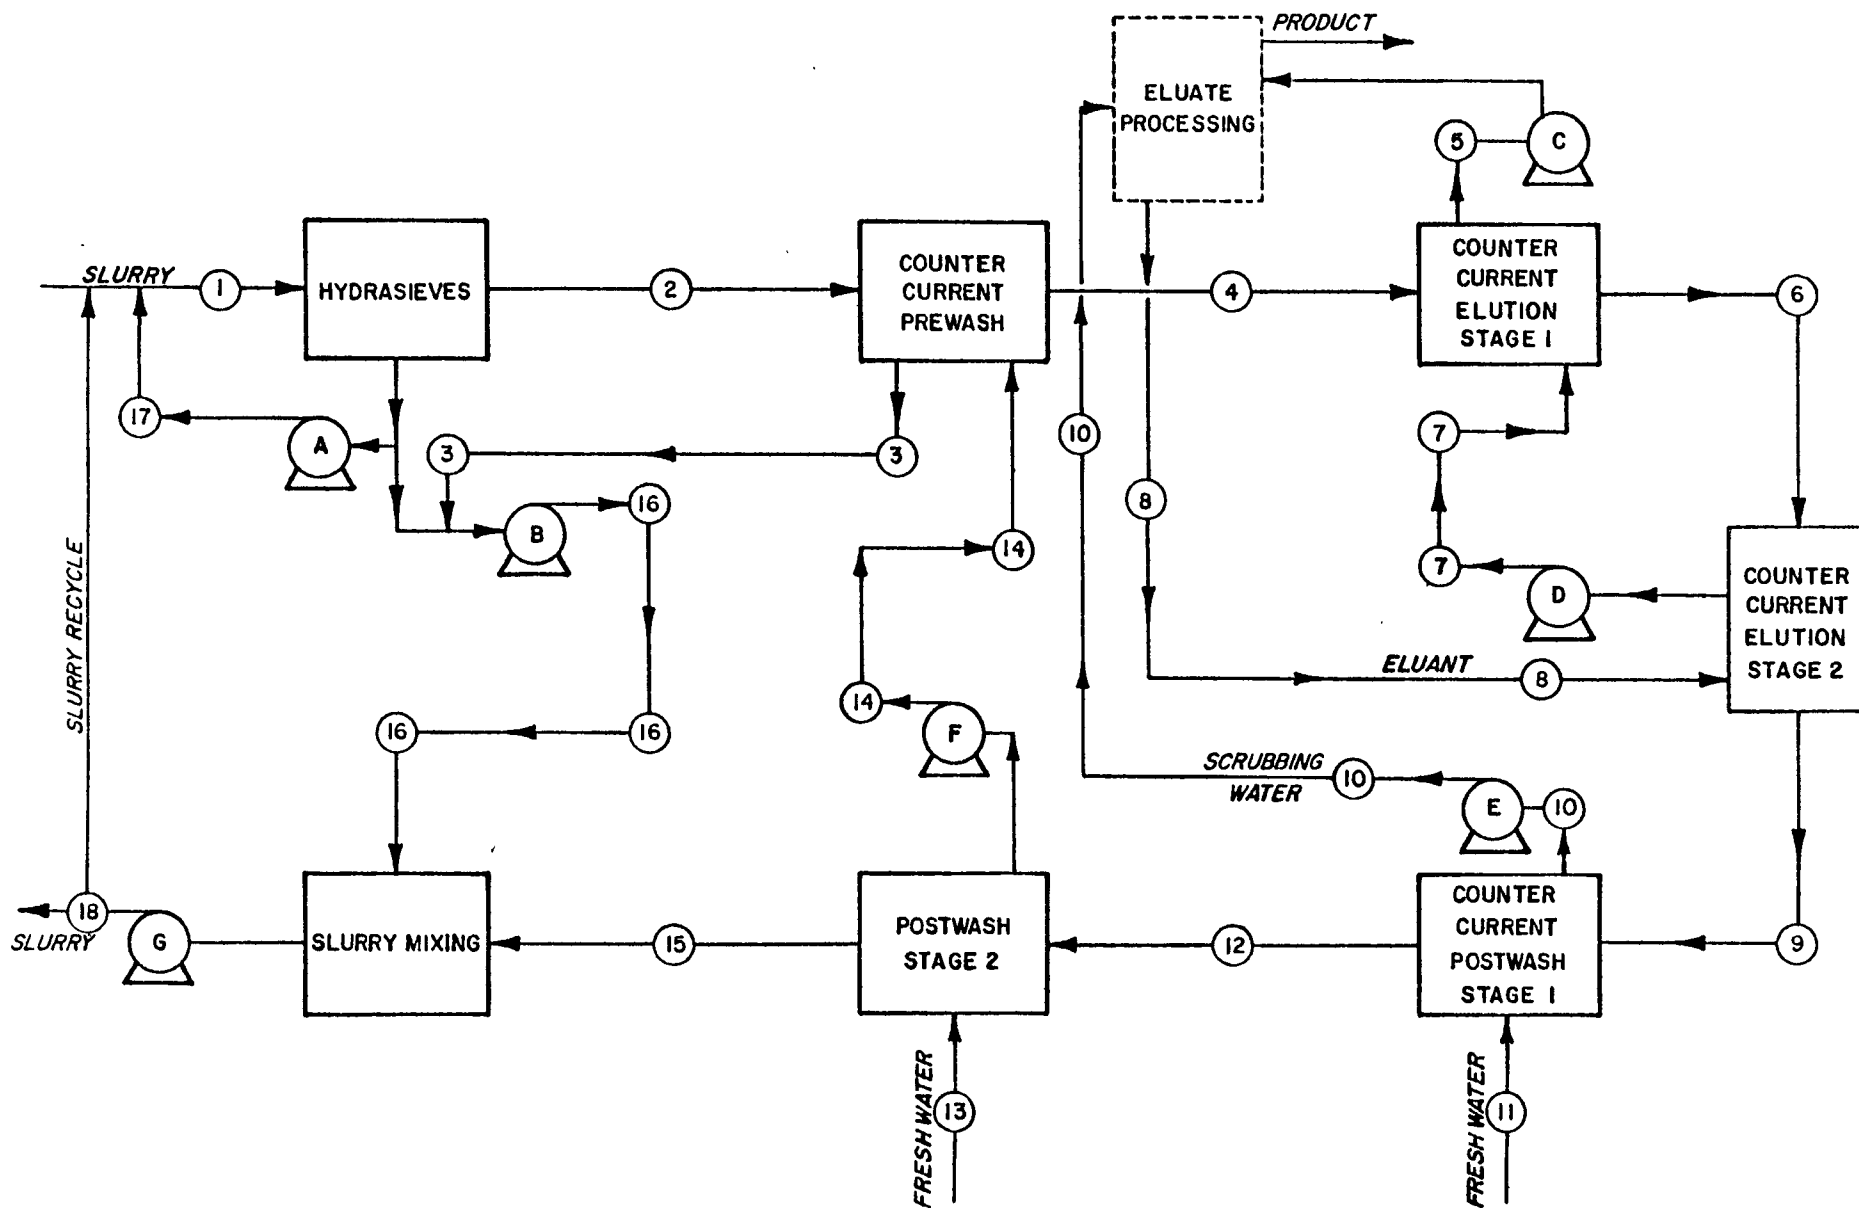 PRODUCT
ELUATE
PROCESSING
5
C
SLURRY
1
HYDRASIEVES
2
COUNTER
CURRENT
PREWASH
4
COUNTER
CURRENT
ELUTION
STAGE 1
6
17
A
3
3
10
7
B
16
8
14
7
D
COUNTER
CURRENT
ELUTION
STAGE 2
SLURRY RECYCLE
16
16
14
F
ELUANT
8
SCRUBBING
WATER
10
E
10
18
SLURRY
G
SLURRY MIXING
15
POSTWASH
STAGE 2
12
COUNTER
CURRENT
POSTWASH
STAGE 1
9
FRESH WATER
13
FRESH WATER
11